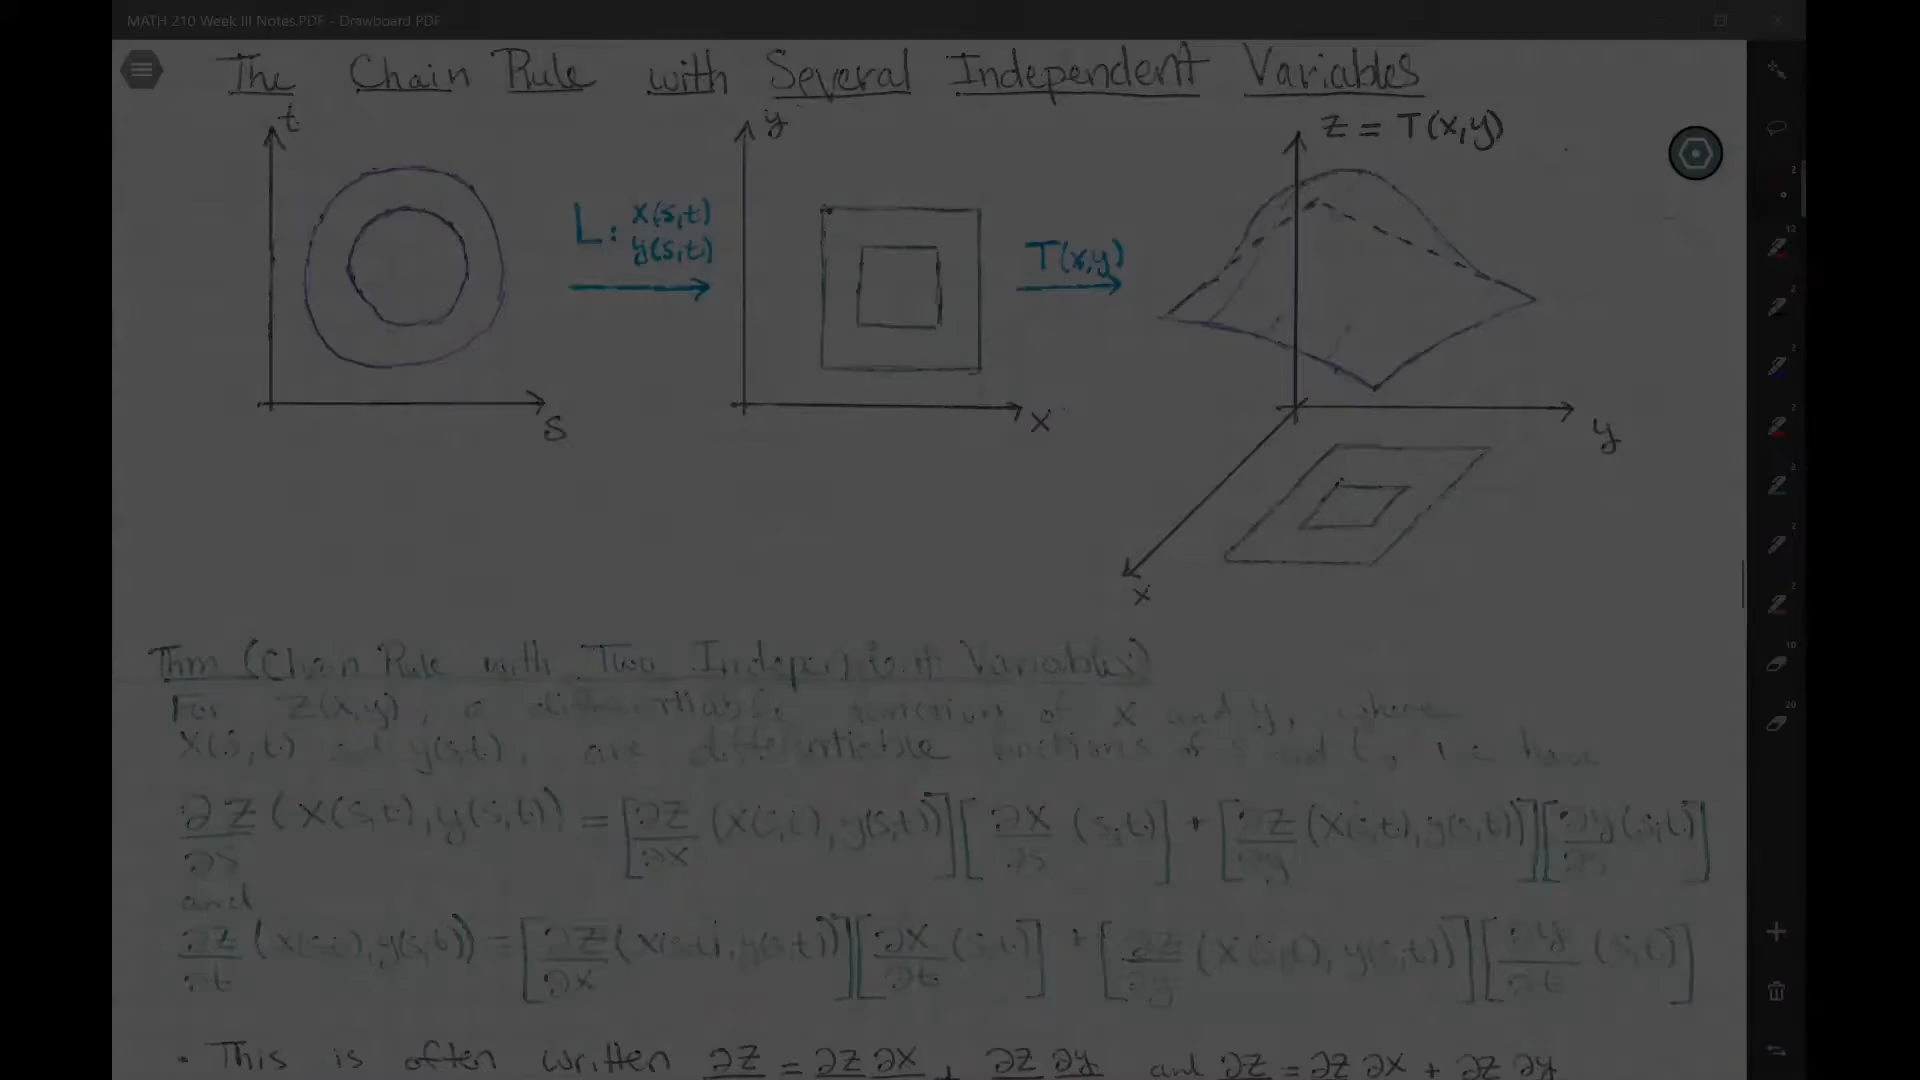 MATH 210 Week III Notes.PDF - Drawboard PDF
The Chain Rule with Several Independent Variables
t
y
z = T(x,y)
L: x(s,t)
y(s,t)
T(x,y)
s
x
y
x
Thm (Chain Rule with Two Independent Variables)
For z(x,y), a differentiable function of x and y, where
x(s,t) and y(s,t), are differentiable functions of s and t, we have
∂z/∂s (x(s,t),y(s,t)) = [∂z/∂x (x(s,t),y(s,t))][∂x/∂s (s,t)] + [∂z/∂y (x(s,t),y(s,t))][∂y/∂s (s,t)]
and
∂z/∂t (x(s,t),y(s,t)) = [∂z/∂x (x(s,t),y(s,t))][∂x/∂t (s,t)] + [∂z/∂y (x(s,t),y(s,t))][∂y/∂t (s,t)]
• This is often written ∂z = ∂z ∂x + ∂z ∂y and ∂z = ∂z ∂x + ∂z ∂y